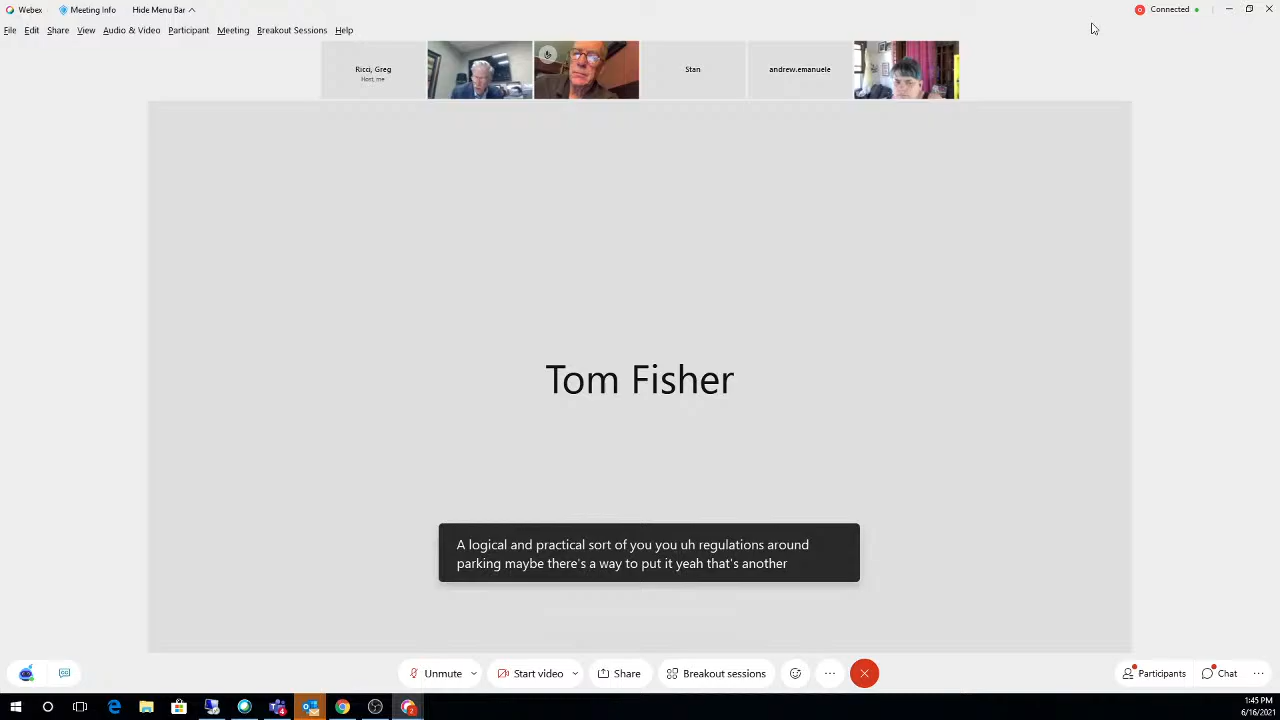 Webex Meeting Info Hide Menu Bar Connected
File Edit Share View Audio & Video Participant Meeting Breakout Sessions Help
Ricci, Greg
Host, me
Stan
andrew.emanuele
Tom Fisher
A logical and practical sort of you you uh regulations around
parking maybe there's a way to put it yeah that's another
Unmute Start video Share Breakout sessions Participants Chat
1:45 PM
6/16/2021